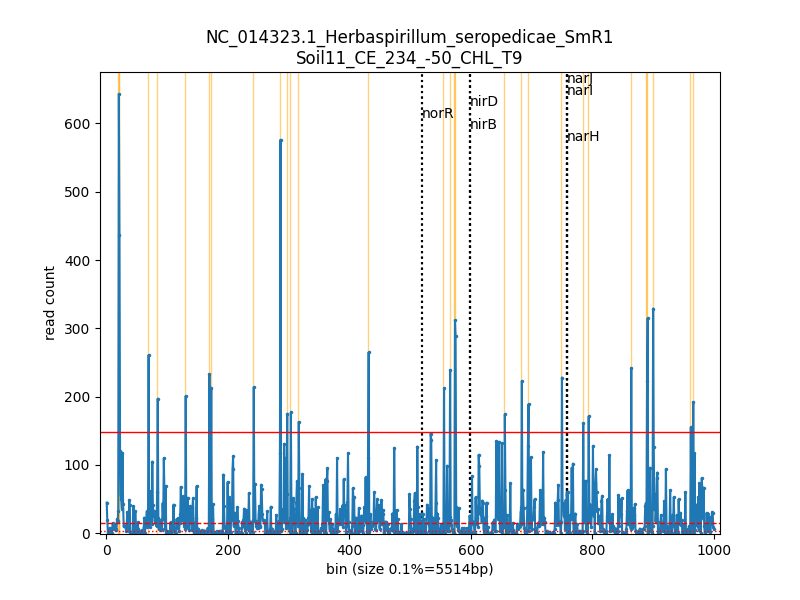 NC_014323.1_Herbaspirillum_seropedicae_SmR1
Soil11_CE_234_-50_CHL_T9
narJ
narI
nirD
norR
nirB
narH
read count
600
500
400
300
200
100
0
0 200 400 600 800 1000
bin (size 0.1%=5514bp)